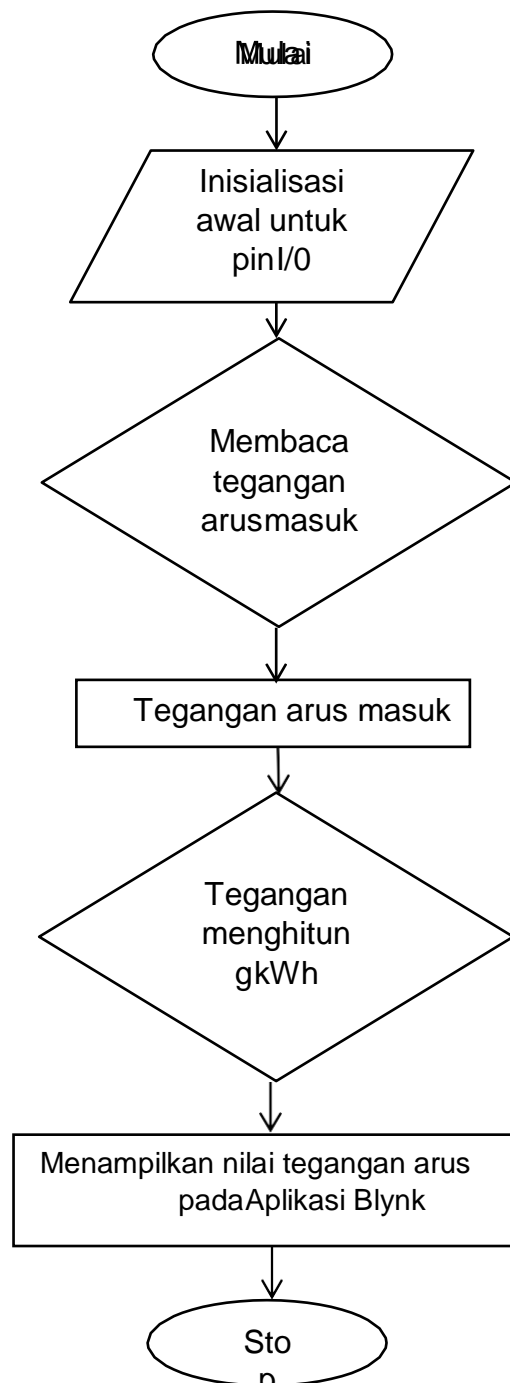 Mulai
Inisialisasi
awal untuk
pinI/0
Membaca
tegangan
arusmasuk
Tegangan arus masuk
Tegangan
menghitun
gkWh
Menampilkan nilai tegangan arus
padaAplikasi Blynk
Sto
p